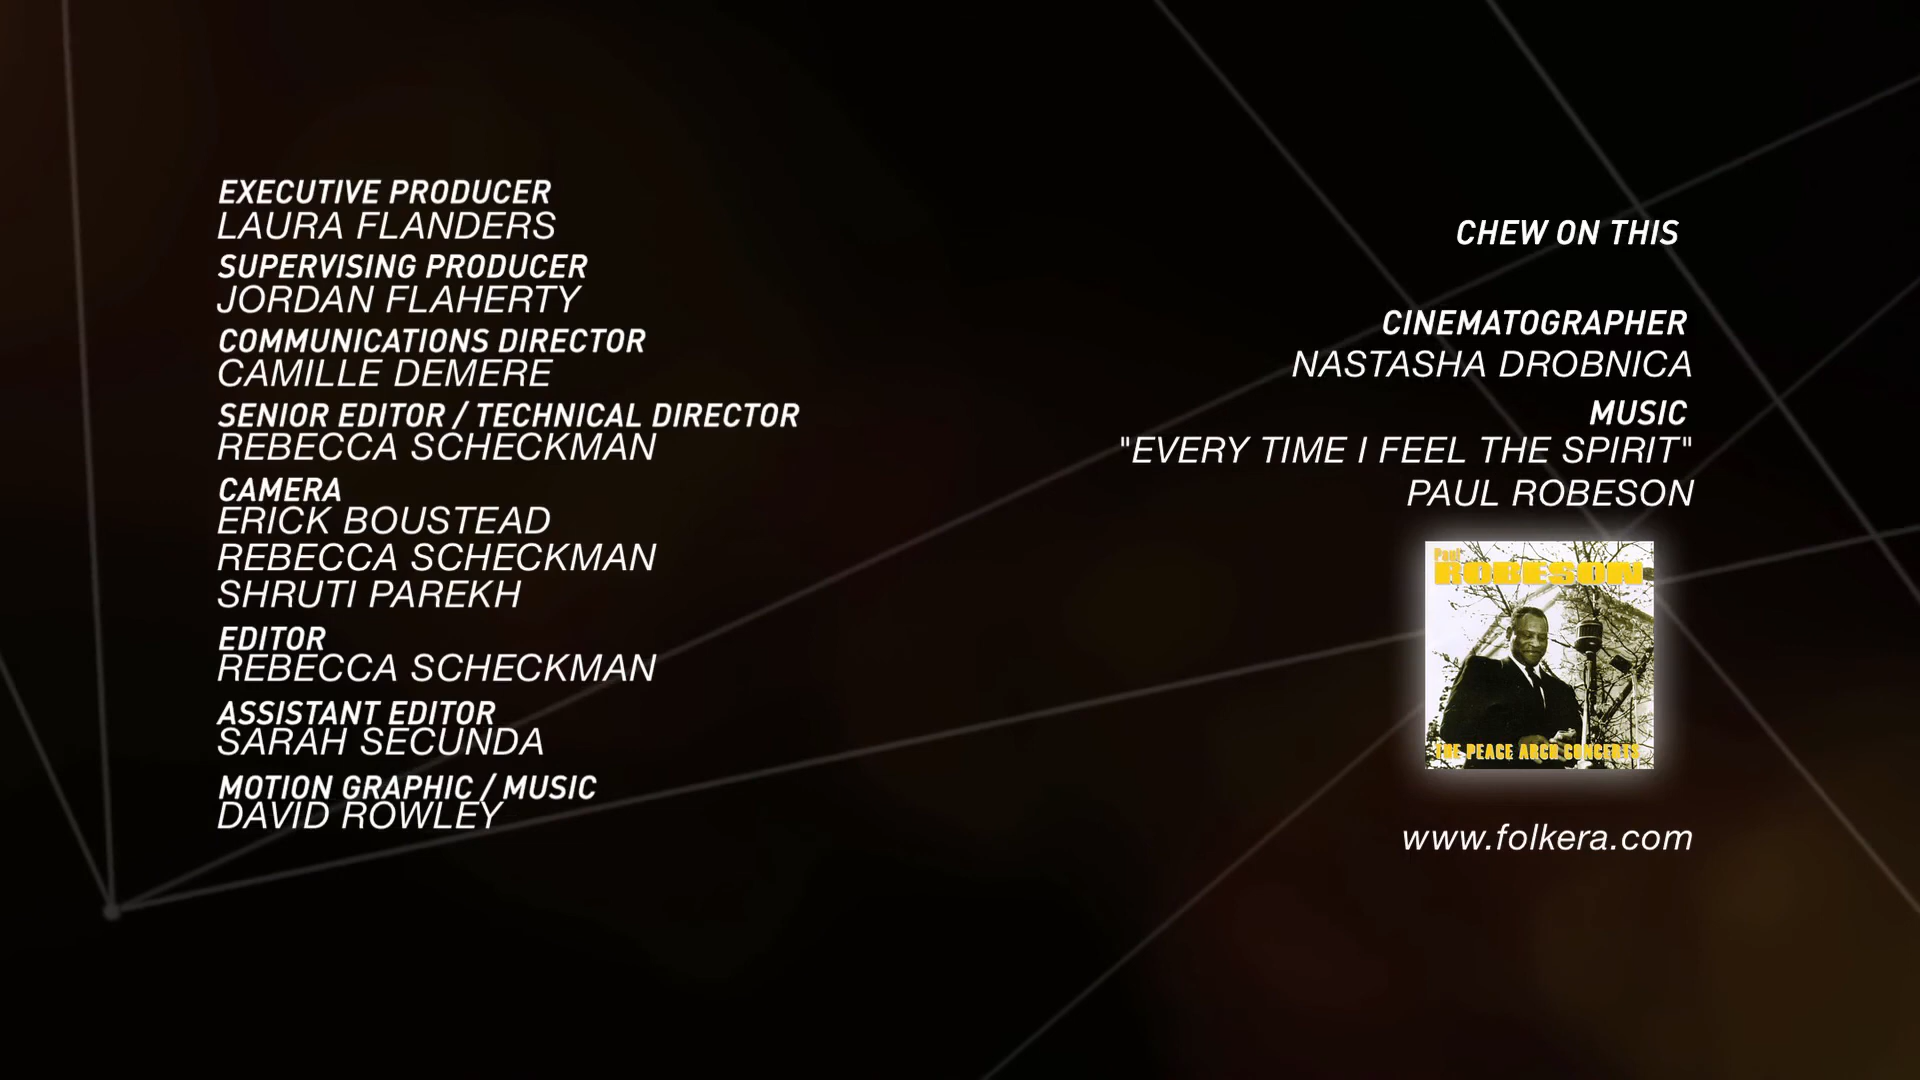 EXECUTIVE PRODUCER
LAURA FLANDERS
SUPERVISING PRODUCER
JORDAN FLAHERTY
COMMUNICATIONS DIRECTOR
CAMILLE DEMERE
SENIOR EDITOR / TECHNICAL DIRECTOR
REBECCA SCHECKMAN
CAMERA
ERICK BOUSTEAD
REBECCA SCHECKMAN
SHRUTI PAREKH
EDITOR
REBECCA SCHECKMAN
ASSISTANT EDITOR
SARAH SECUNDA
MOTION GRAPHIC / MUSIC
DAVID ROWLEY
CHEW ON THIS
CINEMATOGRAPHER
NASTASHA DROBNICA
MUSIC
"EVERY TIME I FEEL THE SPIRIT"
PAUL ROBESON
Paul
ROBESON
THE PEACE ARCH CONCERTS
www.folkera.com